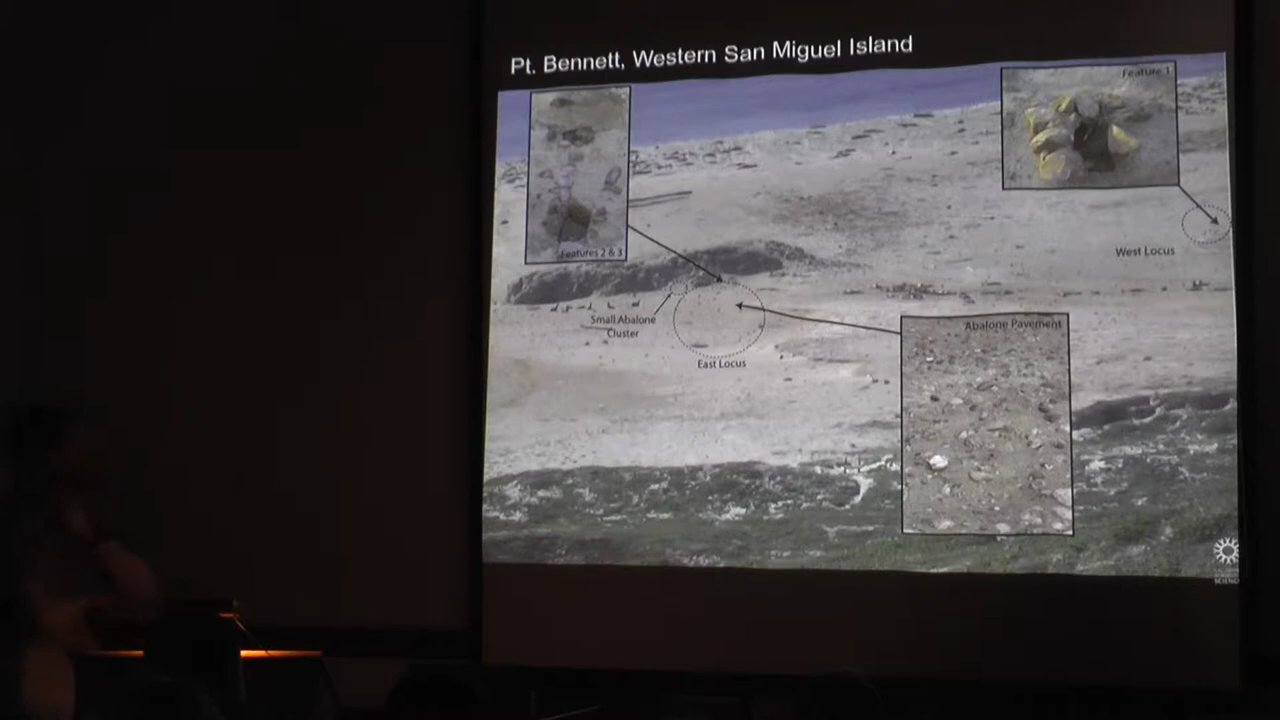 Pt. Bennett, Western San Miguel Island
Feature 1
Features 2 & 3
West Locus
Small Abalone
Cluster
Abalone Pavement
East Locus